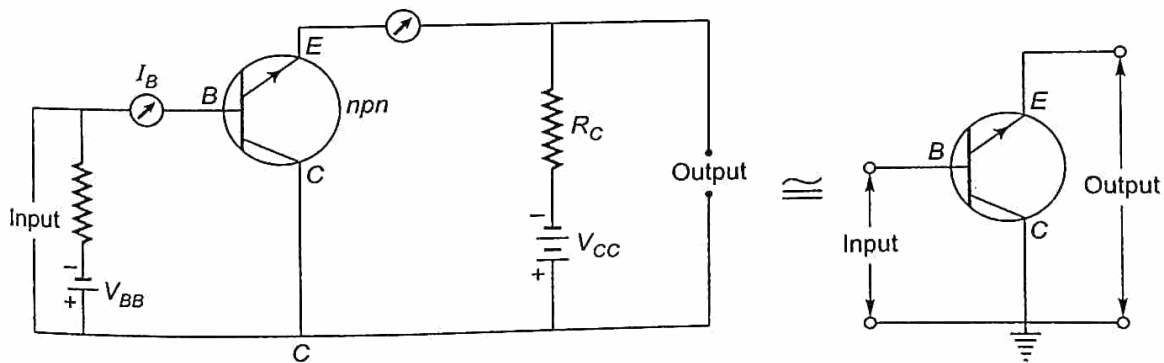 E
I_B
B
npn
C
R_C
Input
−
+
V_BB
−
+
V_CC
Output
C
≅
E
B
C
Input
Output